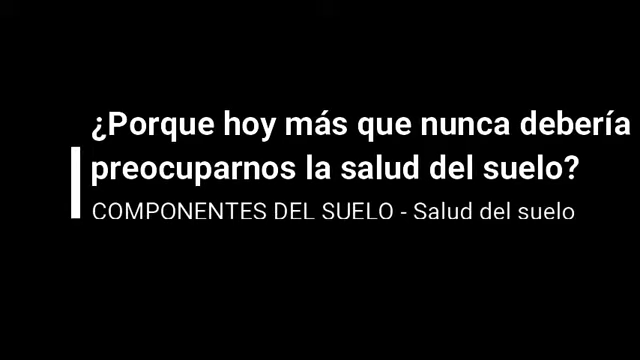 ¿Porque hoy más que nunca debería
preocuparnos la salud del suelo?
COMPONENTES DEL SUELO - Salud del suelo